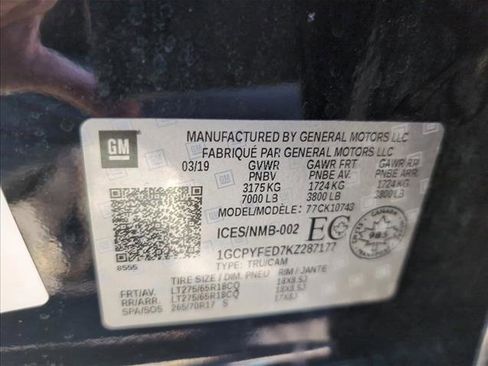 GM
MANUFACTURED BY GENERAL MOTORS LLC
FABRIQUÉ PAR GENERAL MOTORS LLC
03/19 GVWR GAWR FRT GAWR RR
PNBV PNBE AV PNBE ARR
3175 KG 1724 KG 1724 KG
7000 LB 3800 LB 3800 LB
MODEL/MODÈLE: 77CK10743
ICES/NMB-002 EC
1GCPYFED7KZ287177
TYPE: TRU/CAM
TIRE SIZE / DIM. PNEU RIM / JANTE
FRT/AV. LT275/65R18CQ 18X8.5J
RR/ARR. LT275/65R18CQ 18X8.5J
SPA/SOS 265/70R17 S 17X8J
CANADA